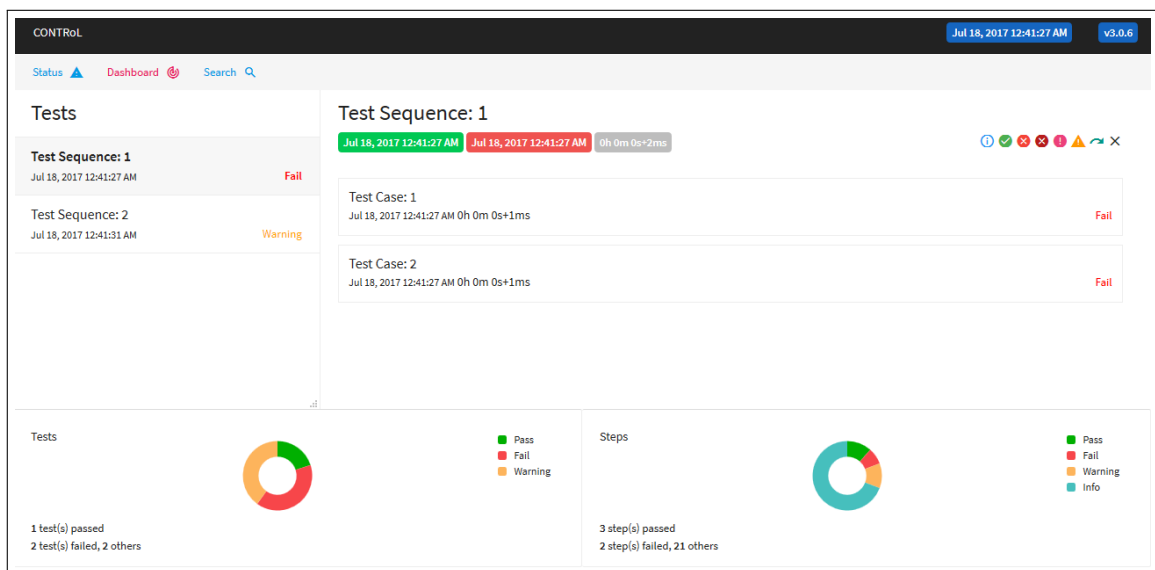 CONTRoL
Jul 18, 2017 12:41:27 AM v3.0.6
Status Dashboard Search
Tests
Test Sequence: 1
Jul 18, 2017 12:41:27 AM Fail
Test Sequence: 2
Jul 18, 2017 12:41:31 AM Warning
Test Sequence: 1
Jul 18, 2017 12:41:27 AM Jul 18, 2017 12:41:27 AM 0h 0m 0s+2ms
Test Case: 1
Jul 18, 2017 12:41:27 AM 0h 0m 0s+1ms Fail
Test Case: 2
Jul 18, 2017 12:41:27 AM 0h 0m 0s+1ms Fail
Tests
Pass
Fail
Warning
1 test(s) passed
2 test(s) failed, 2 others
Steps
Pass
Fail
Warning
Info
3 step(s) passed
2 step(s) failed, 21 others